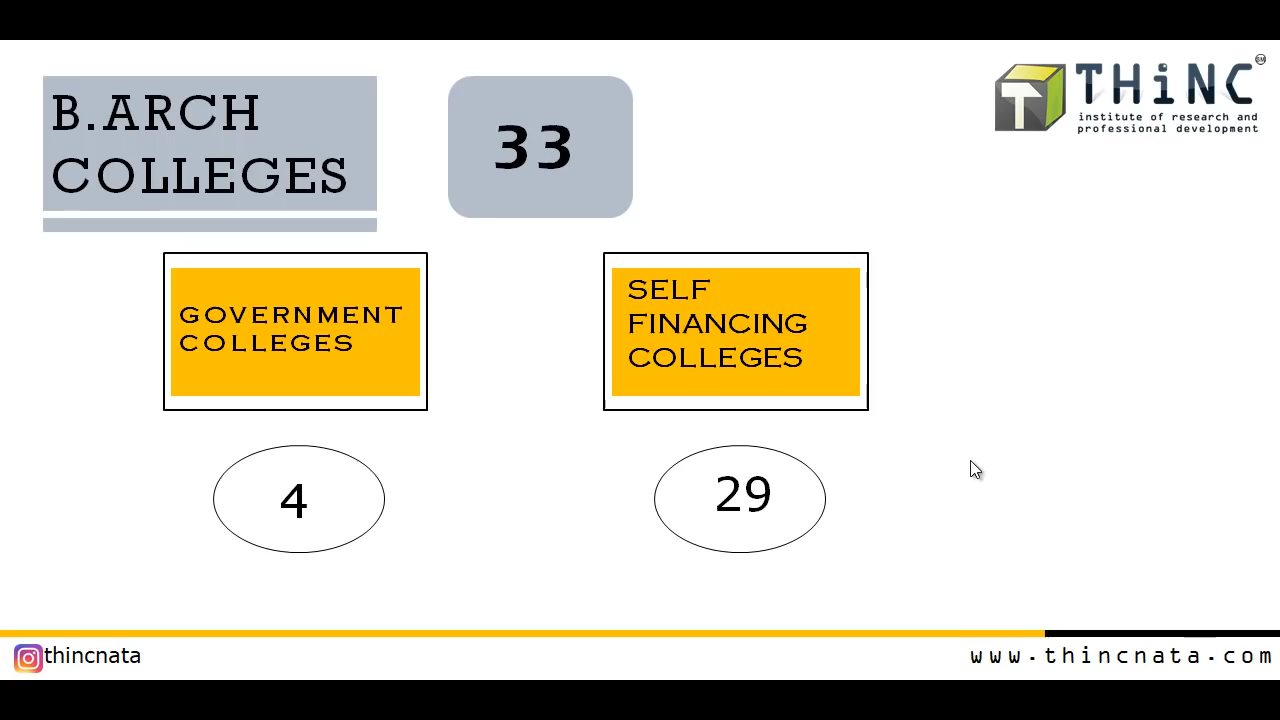 B.ARCH
COLLEGES
33
THiNC
SM
institute of research and
professional development
GOVERNMENT
COLLEGES
SELF
FINANCING
COLLEGES
4
29
thincnata
www.thincnata.com